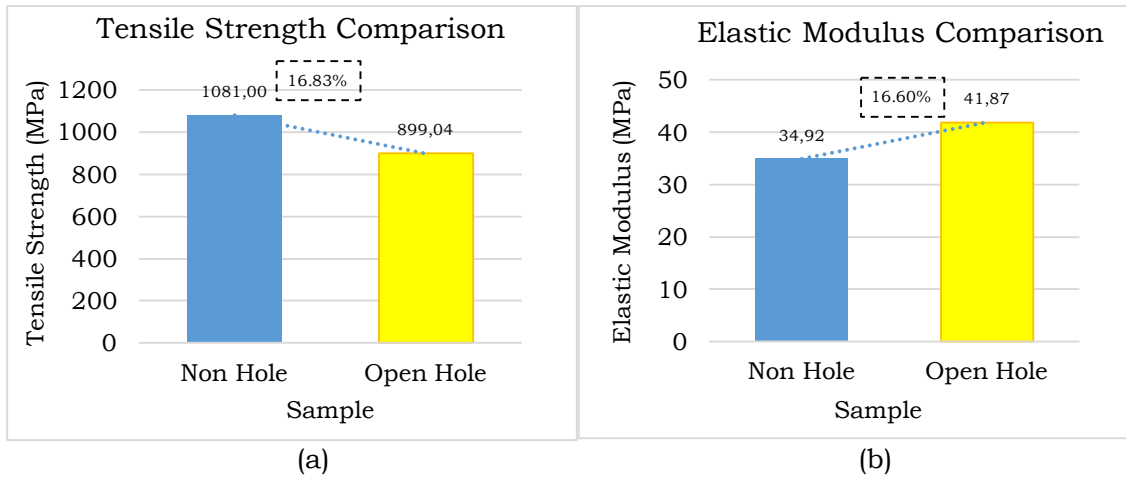 Tensile Strength Comparison
Tensile Strength (MPa)
1200
1000
800
600
400
200
0
1081,00
16.83%
899,04
Non Hole
Open Hole
Sample
(a)
Elastic Modulus Comparison
Elastic Modulus (MPa)
50
40
30
20
10
0
34,92
16.60%
41,87
Non Hole
Open Hole
Sample
(b)